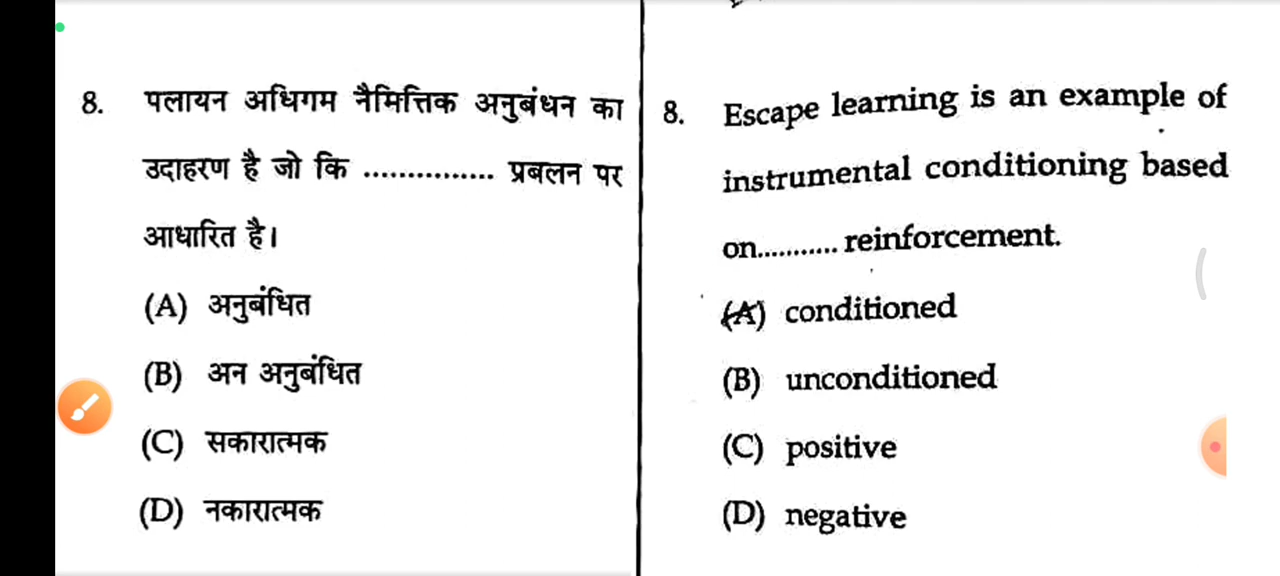 8. पलायन अधिगम नैमित्तिक अनुबंधन का
उदाहरण है जो कि ............... प्रबलन पर
आधारित है।
(A) अनुबंधित
(B) अन अनुबंधित
(C) सकारात्मक
(D) नकारात्मक
8. Escape learning is an example of
instrumental conditioning based
on........... reinforcement.
(A) conditioned
(B) unconditioned
(C) positive
(D) negative